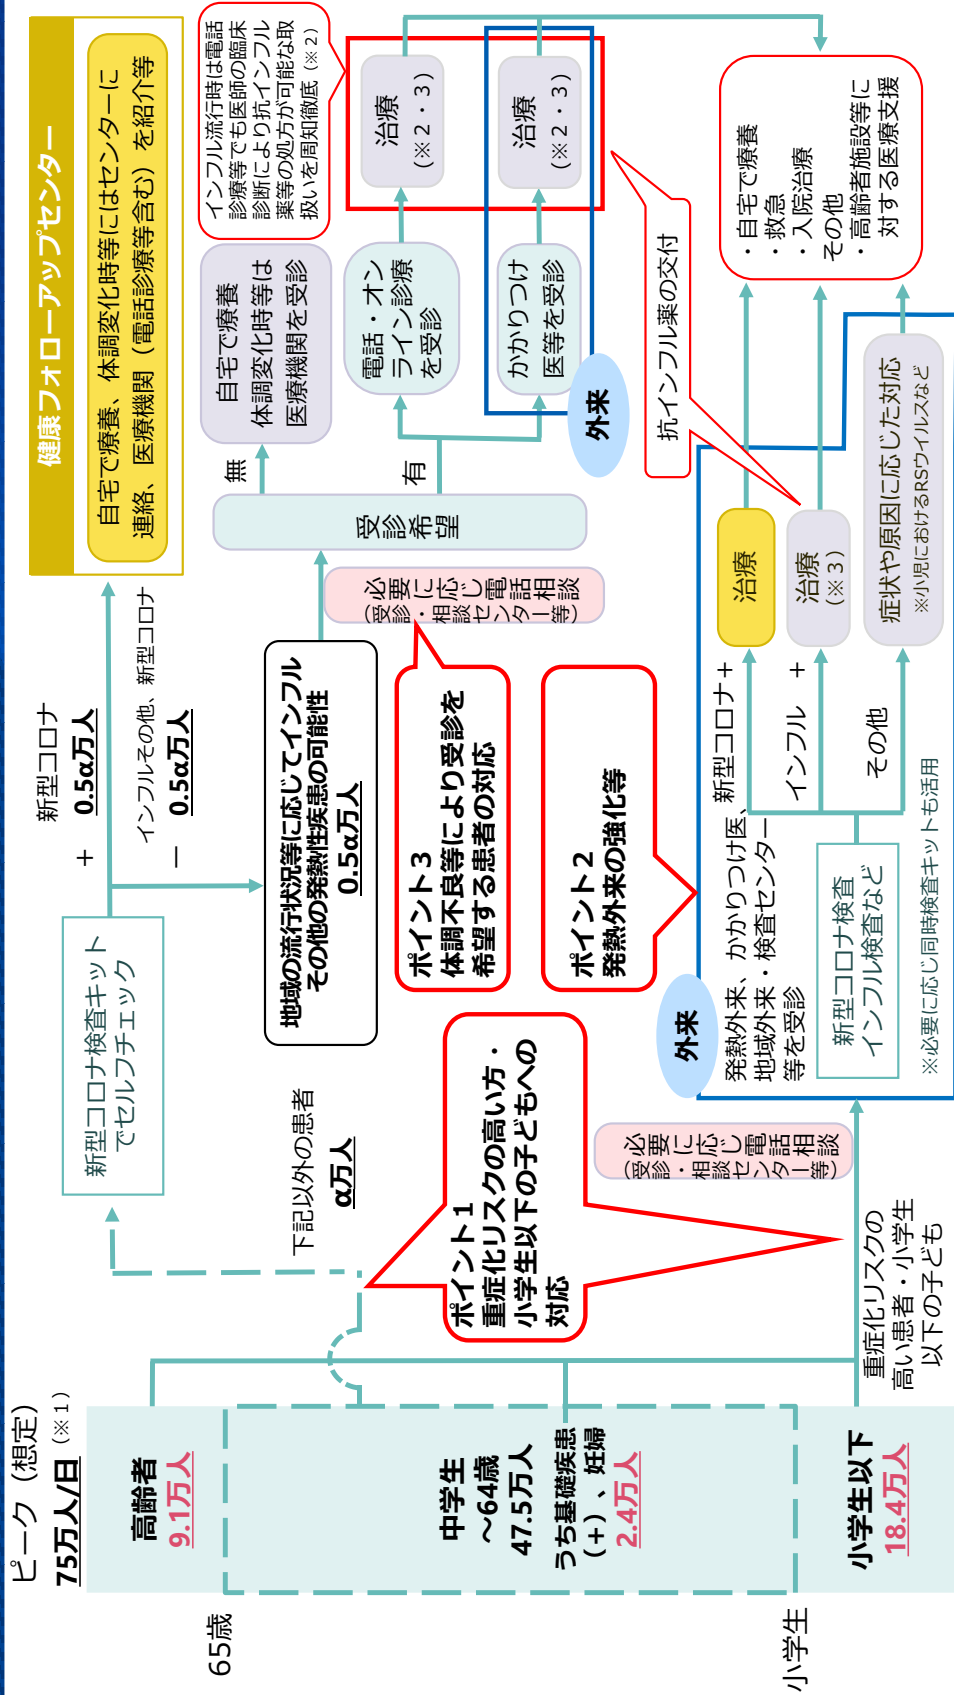 ピーク（想定）
75万人/日（※1）
65歳
小学生
高齢者
9.1万人
中学生
～64歳
47.5万人
うち基礎疾患
（＋）、妊婦
2.4万人
小学生以下
18.4万人
下記以外の患者
α万人
重症化リスクの
高い患者・小学生
以下の子ども
ポイント1
重症化リスクの高い方・
小学生以下の子どもへの
対応
新型コロナ検査キット
でセルフチェック
＋
新型コロナ
0.5α万人
－
インフルその他、新型コロナ
0.5α万人
健康フォローアップセンター
自宅で療養、体調変化時等にはセンターに
連絡、医療機関（電話診療等含む）を紹介等
地域の流行状況等に応じてインフル
その他の発熱性疾患の可能性
0.5α万人
必要に応じ電話相談
（受診・相談センター等）
ポイント3
体調不良等により受診を
希望する患者の対応
受診
希望
無
有
自宅で療養
体調変化時等は
医療機関を受診
電話・オン
ライン診療
を受診
かかりつけ
医等を受診
外来
インフル流行時は電話
診療等でも医師の臨床
診断により抗インフル
薬等の処方が可能な取
扱いを周知徹底（※2）
治療
（※2・3）
治療
（※2・3）
抗インフル薬の交付
ポイント2
発熱外来の強化等
必要に応じ電話相談
（受診・相談センター等）
外来
発熱外来、かかりつけ医、
地域外来・検査センター
等を受診
新型コロナ検査
インフル検査など
※必要に応じ同時検査キットも活用
新型コロナ＋
インフル　＋
その他
治療
治療
（※3）
症状や原因に応じた対応
※小児におけるRSウイルスなど
・自宅で療養
・救急
・入院治療
その他
・高齢者施設等に
対する医療支援